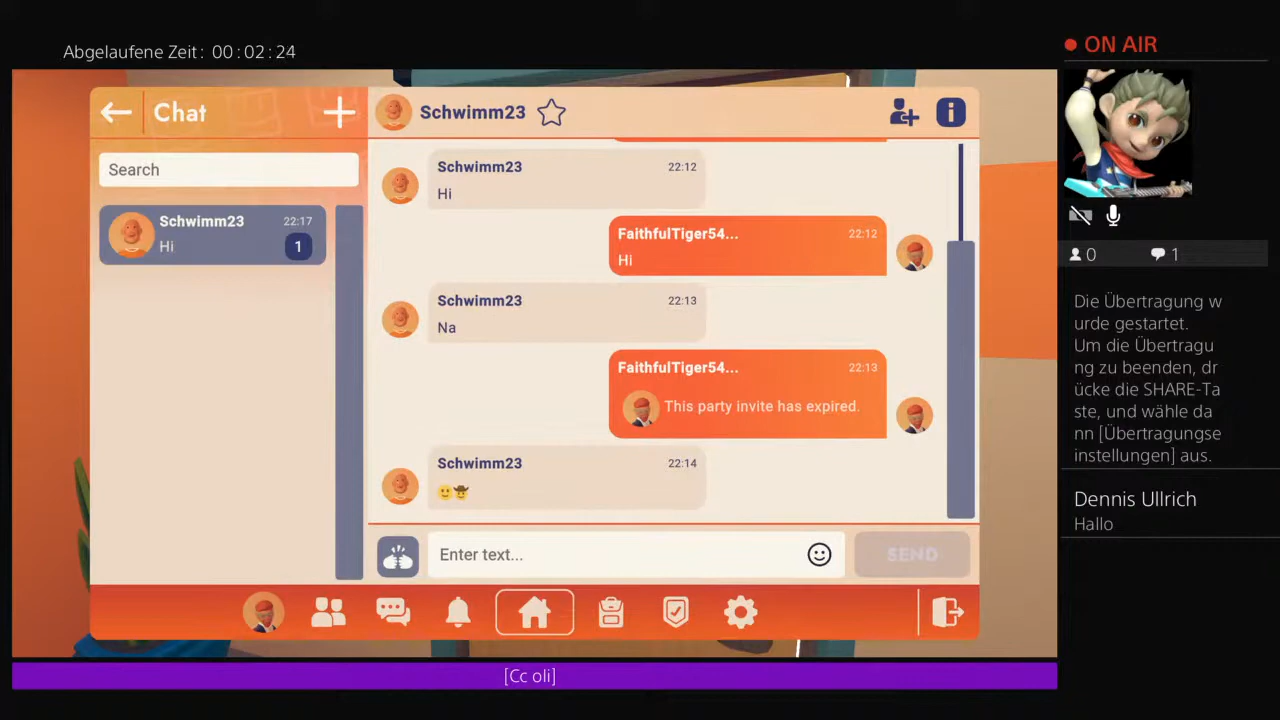 Abgelaufene Zeit: 00:02:24
ON AIR
Chat
Schwimm23
Search
Schwimm23 22:17
Hi 1
Schwimm23 22:12
Hi
FaithfulTiger54... 22:12
Hi
Schwimm23 22:13
Na
FaithfulTiger54... 22:13
This party invite has expired.
Schwimm23 22:14
Enter text...
SEND
0 1
Die Übertragung w
urde gestartet.
Um die Übertragu
ng zu beenden, dr
ücke die SHARE-Ta
ste, und wähle da
nn [Übertragungse
instellungen] aus.
Dennis Ullrich
Hallo
[Cc oli]